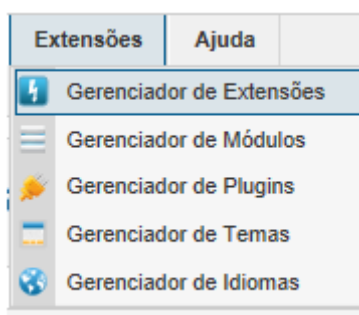 Extensões Ajuda
Gerenciador de Extensões
Gerenciador de Módulos
Gerenciador de Plugins
Gerenciador de Temas
Gerenciador de Idiomas